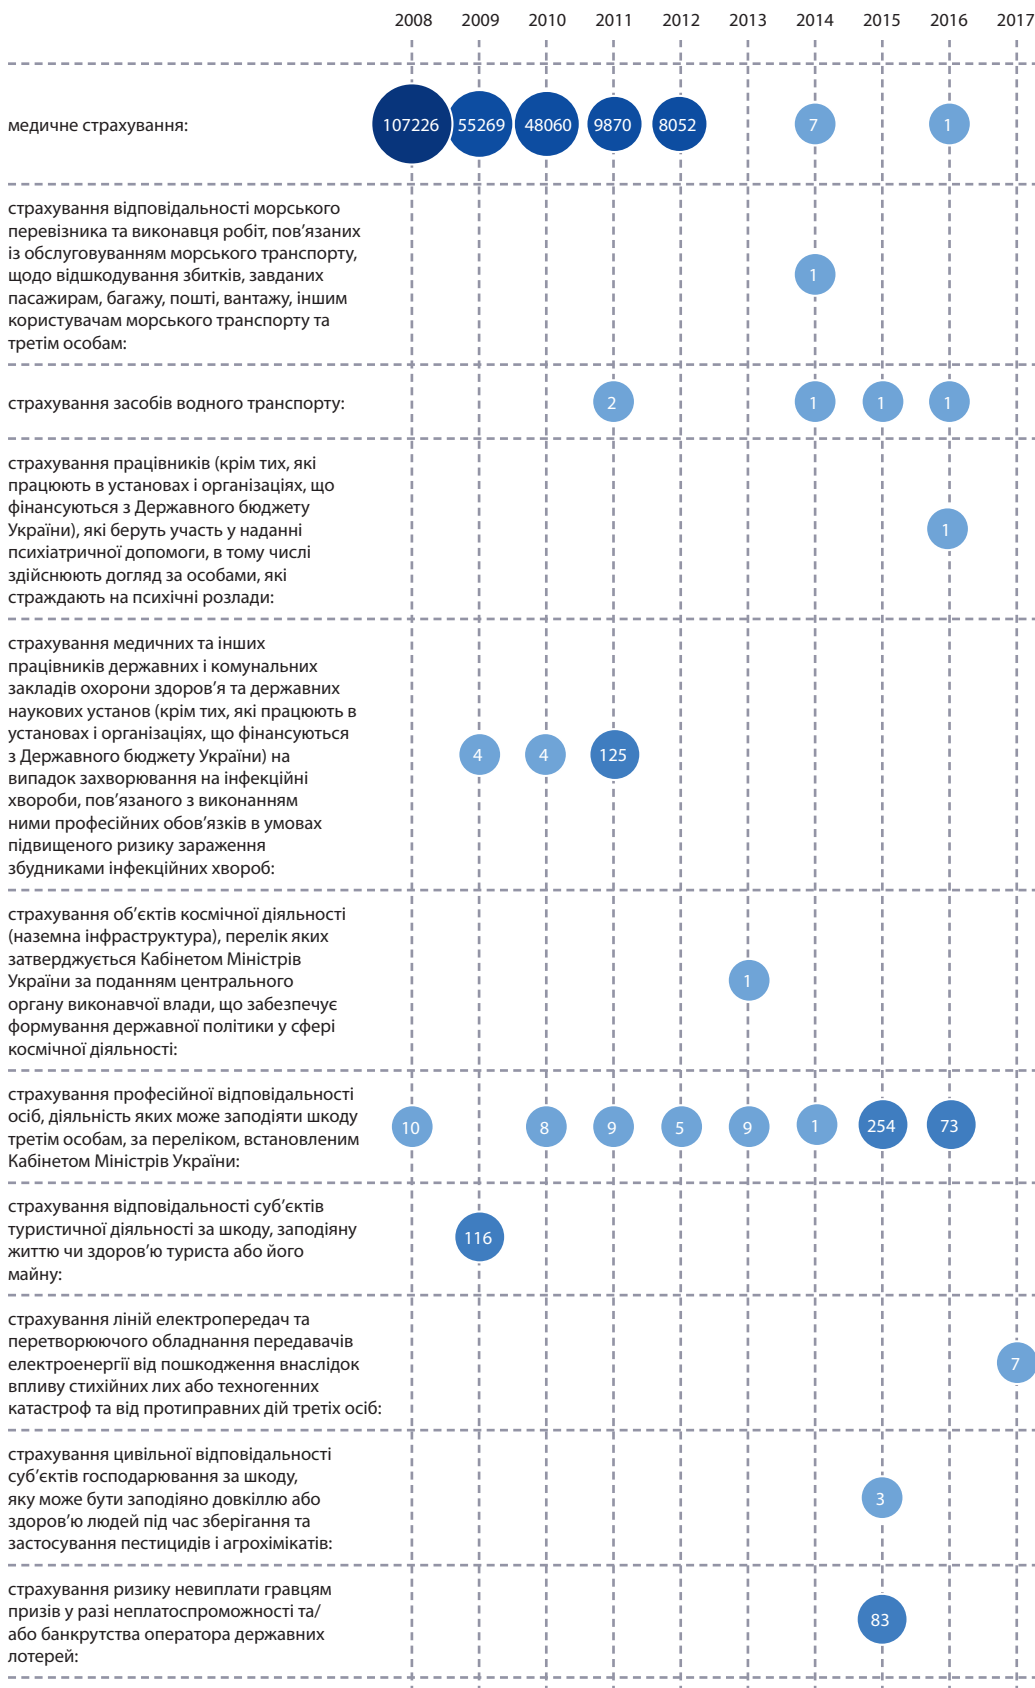 2008 2009 2010 2011 2012 2013 2014 2015 2016 2017
медичне страхування:
107226 55269 48060 9870 8052 7 1
страхування відповідальності морського
перевізника та виконавця робіт, пов’язаних
із обслуговуванням морського транспорту,
щодо відшкодування збитків, завданих
пасажирам, багажу, пошті, вантажу, іншим
користувачам морського транспорту та
третім особам:
1
страхування засобів водного транспорту:
2 1 1 1
страхування працівників (крім тих, які
працюють в установах і організаціях, що
фінансуються з Державного бюджету
України), які беруть участь у наданні
психіатричної допомоги, в тому числі
здійснюють догляд за особами, які
страждають на психічні розлади:
1
страхування медичних та інших
працівників державних і комунальних
закладів охорони здоров’я та державних
наукових установ (крім тих, які працюють в
установах і організаціях, що фінансуються
з Державного бюджету України) на
випадок захворювання на інфекційні
хвороби, пов’язаного з виконанням
ними професійних обов’язків в умовах
підвищеного ризику зараження
збудниками інфекційних хвороб:
4 4 125
страхування об’єктів космічної діяльності
(наземна інфраструктура), перелік яких
затверджується Кабінетом Міністрів
України за поданням центрального
органу виконавчої влади, що забезпечує
формування державної політики у сфері
космічної діяльності:
1
страхування професійної відповідальності
осіб, діяльність яких може заподіяти шкоду
третім особам, за переліком, встановленим
Кабінетом Міністрів України:
10 8 9 5 9 1 254 73
страхування відповідальності суб’єктів
туристичної діяльності за шкоду, заподіяну
життю чи здоров’ю туриста або його
майну:
116
страхування ліній електропередач та
перетворюючого обладнання передавачів
електроенергії від пошкодження внаслідок
впливу стихійних лих або техногенних
катастроф та від протиправних дій третіх осіб:
7
страхування цивільної відповідальності
суб’єктів господарювання за шкоду,
яку може бути заподіяно довкіллю або
здоров’ю людей під час зберігання та
застосування пестицидів і агрохімікатів:
3
страхування ризику невиплати гравцям
призів у разі неплатоспроможності та/
або банкрутства оператора державних
лотерей:
83